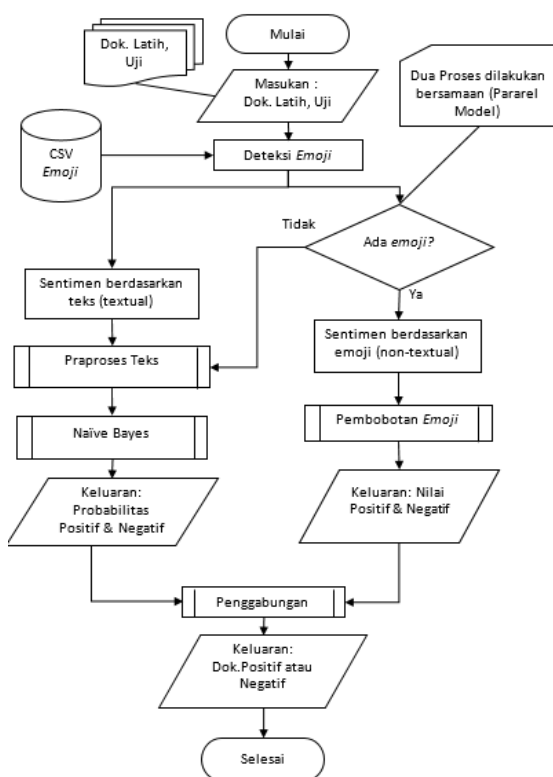 Mulai
Dok. Latih,
Uji
Masukan :
Dok. Latih, Uji
Dua Proses dilakukan
bersamaan (Pararel
Model)
CSV
Emoji
Deteksi Emoji
Tidak
Ada emoji?
Ya
Sentimen berdasarkan
teks (textual)
Sentimen berdasarkan
emoji (non-textual)
Praproses Teks
Pembobotan Emoji
Naïve Bayes
Keluaran:
Probabilitas
Positif & Negatif
Keluaran: Nilai
Positif & Negatif
Penggabungan
Keluaran:
Dok.Positif atau
Negatif
Selesai